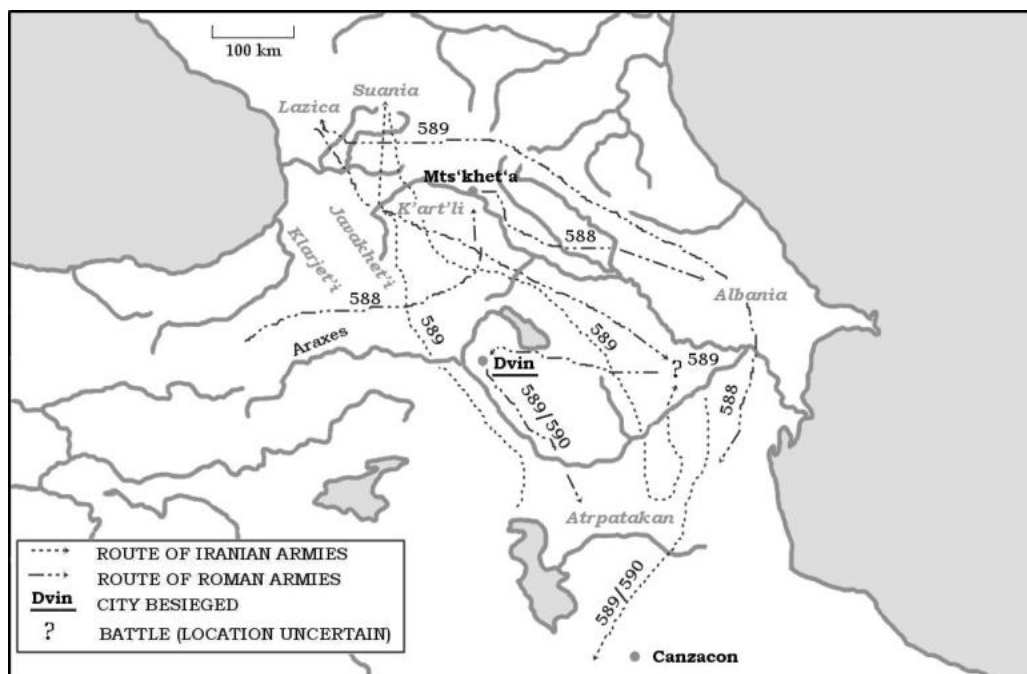 100 km
Suania
Lazica
589
Mts‘khet‘a
K’art’li
Javakhet’i
Klarjet’i
588
Albania
588
Araxes
589
589
589
?
Dvin
588
589/590
Atrpatakan
589/590
Canzacon
ROUTE OF IRANIAN ARMIES
ROUTE OF ROMAN ARMIES
Dvin CITY BESIEGED
? BATTLE (LOCATION UNCERTAIN)